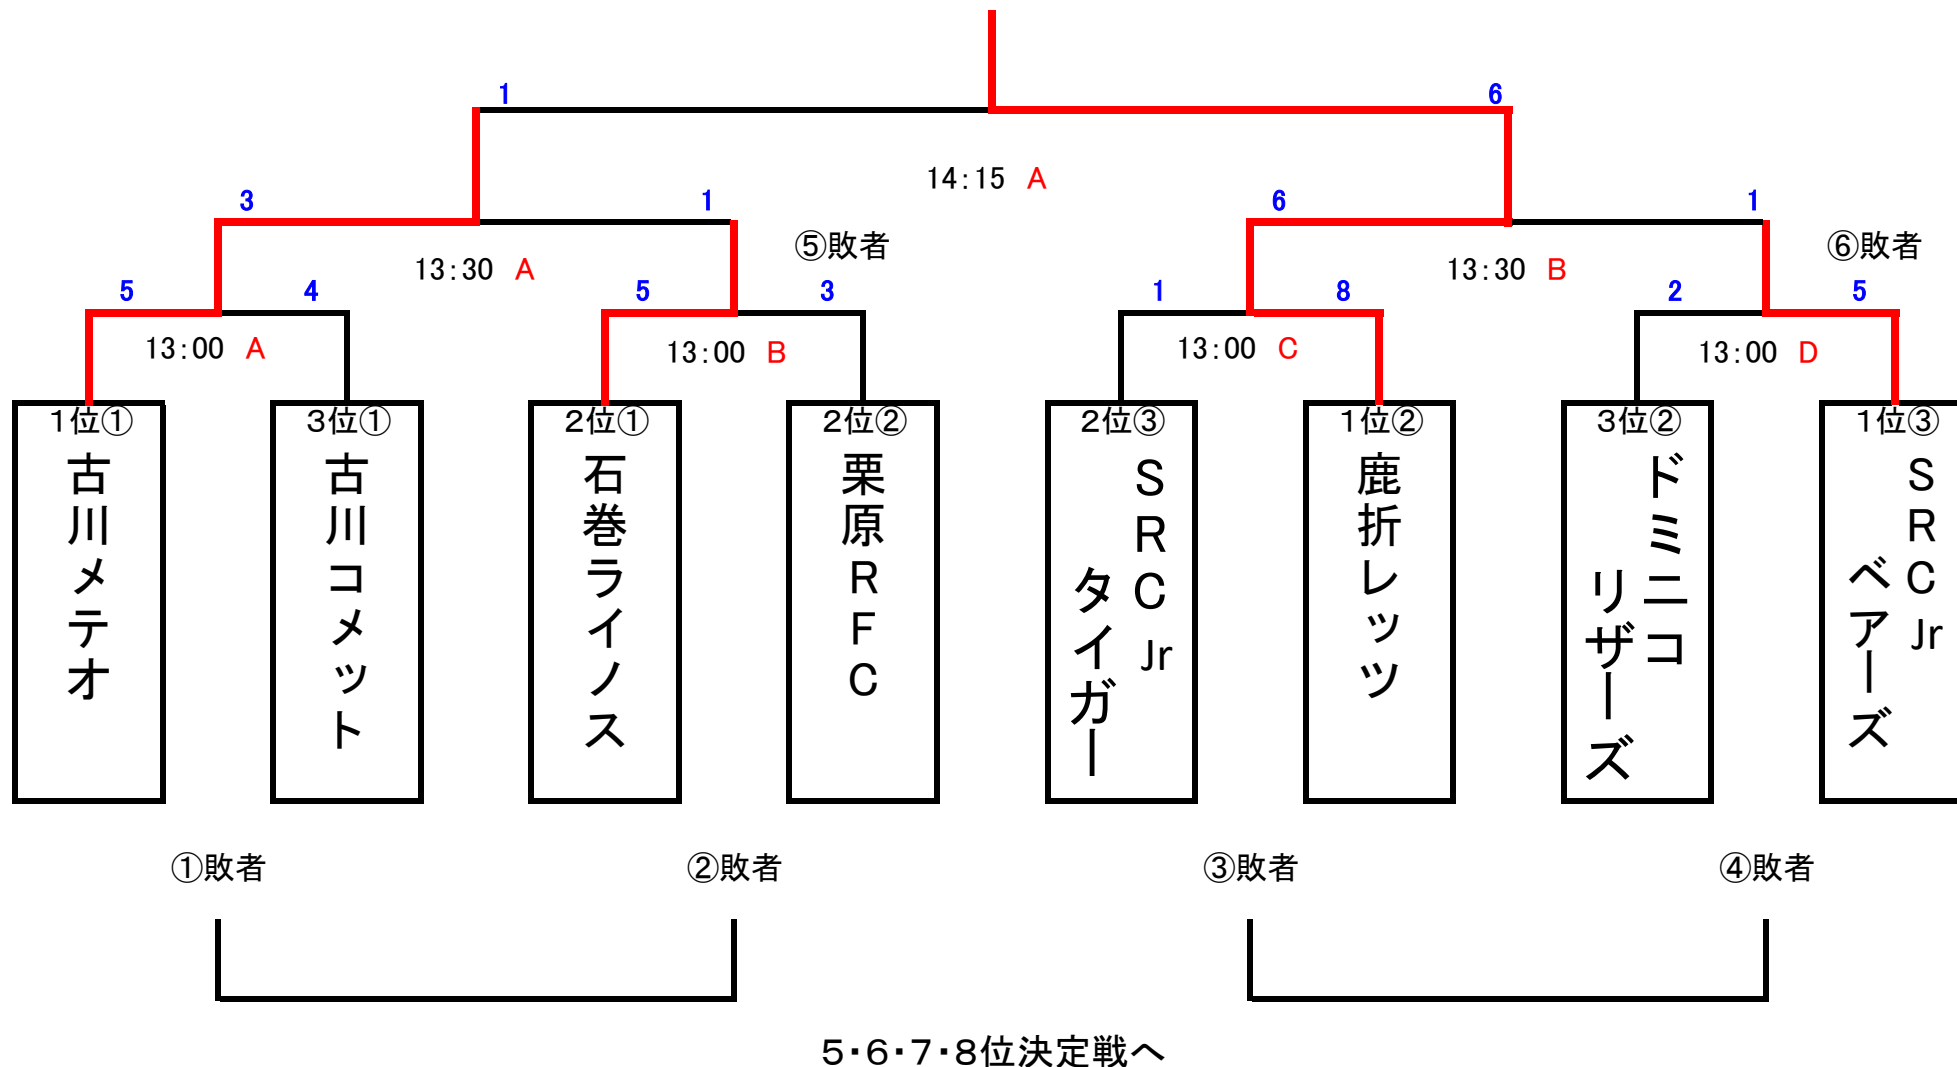 1 6
14:15 A
3 1 6 1
⑤敗者 ⑥敗者
13:30 A 13:30 B
5 4 5 3 1 8 2 5
13:00 A 13:00 B 13:00 C 13:00 D
1位① 3位① 2位① 2位② 2位③ 1位② 3位② 1位③
古川メテオ
古川コメット
石巻ライノス
栗原RFC
SRC Jr
タイガー
鹿折レッツ
ドミニコ
リザーズ
SRC Jr
ベアーズ
①敗者 ②敗者 ③敗者 ④敗者
5・6・7・8位決定戦へ